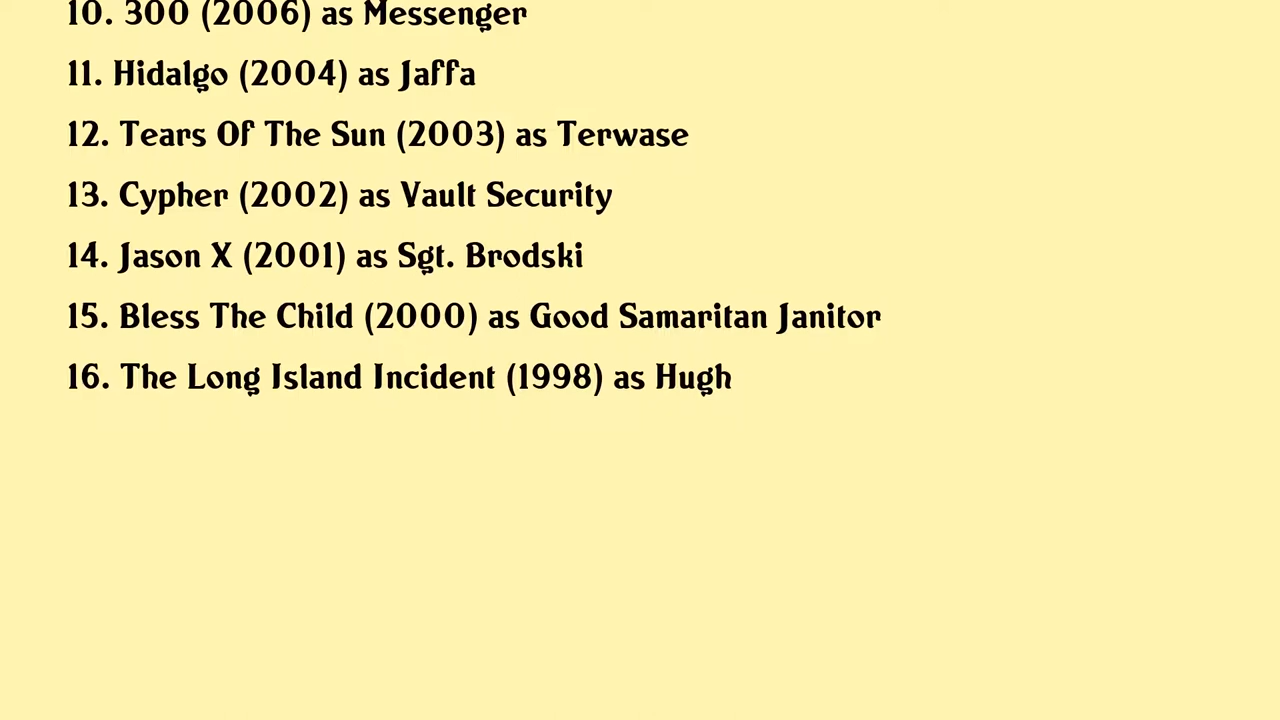 10. 300 (2006) as Messenger
11. Hidalgo (2004) as Jaffa
12. Tears Of The Sun (2003) as Terwase
13. Cypher (2002) as Vault Security
14. Jason X (2001) as Sgt. Brodski
15. Bless The Child (2000) as Good Samaritan Janitor
16. The Long Island Incident (1998) as Hugh